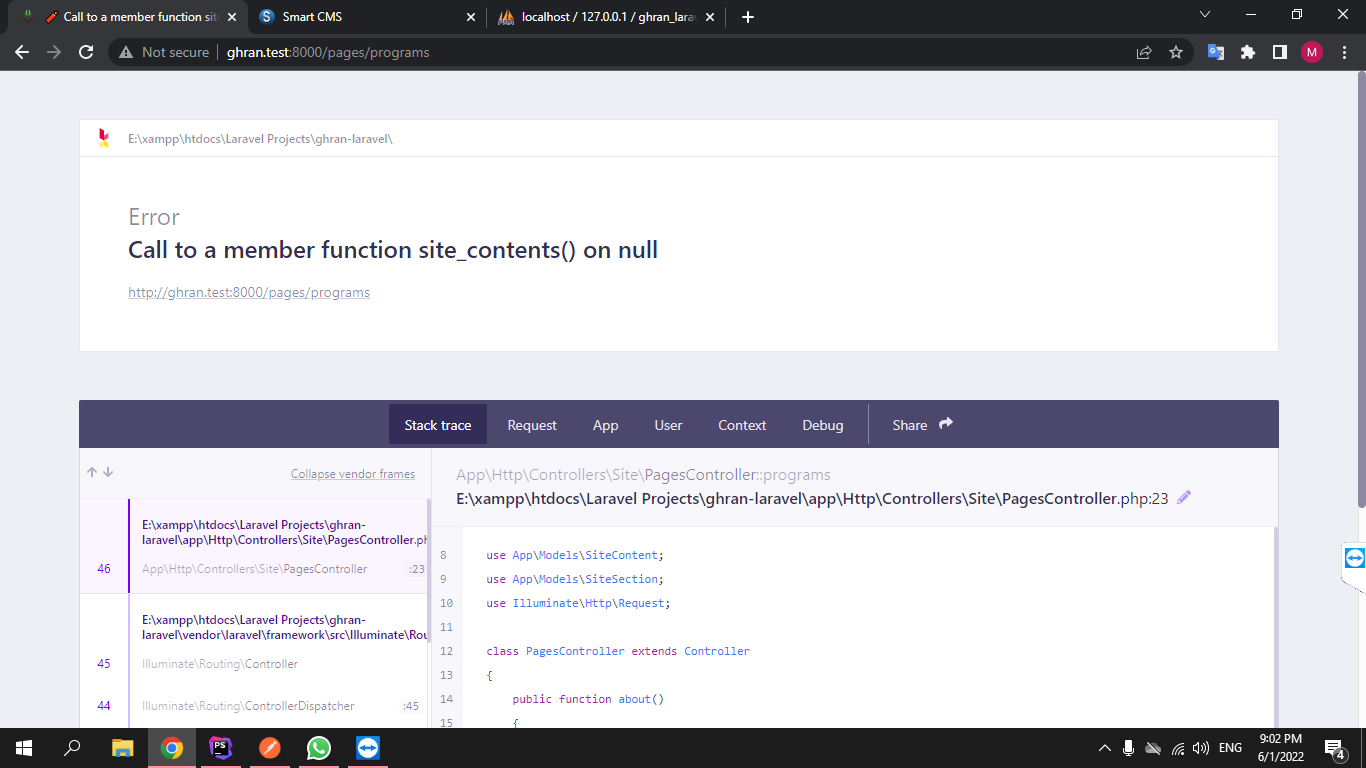 Call to a member function sit
Smart CMS
localhost / 127.0.0.1 / ghran_lara
Not secure
ghran.test:8000/pages/programs
M
E:\xampp\htdocs\Laravel Projects\ghran-laravel\
Error
Call to a member function site_contents() on null
http://ghran.test:8000/pages/programs
Stack trace
Request
App
User
Context
Debug
Share
Collapse vendor frames
E:\xampp\htdocs\Laravel Projects\ghran-
laravel\app\Http\Controllers\Site\PagesController.ph
46 App\Http\Controllers\Site\PagesController :23
E:\xampp\htdocs\Laravel Projects\ghran-
laravel\vendor\laravel\framework\src\Illuminate\Rou
45 Illuminate\Routing\Controller
44 Illuminate\Routing\ControllerDispatcher :45
App\Http\Controllers\Site\PagesController::programs
E:\xampp\htdocs\Laravel Projects\ghran-laravel\app\Http\Controllers\Site\PagesController.php:23
8 use App\Models\SiteContent;
9 use App\Models\SiteSection;
10 use Illuminate\Http\Request;
11
12 class PagesController extends Controller
13 {
14 public function about()
15 {
PS
ENG
9:02 PM
6/1/2022
4